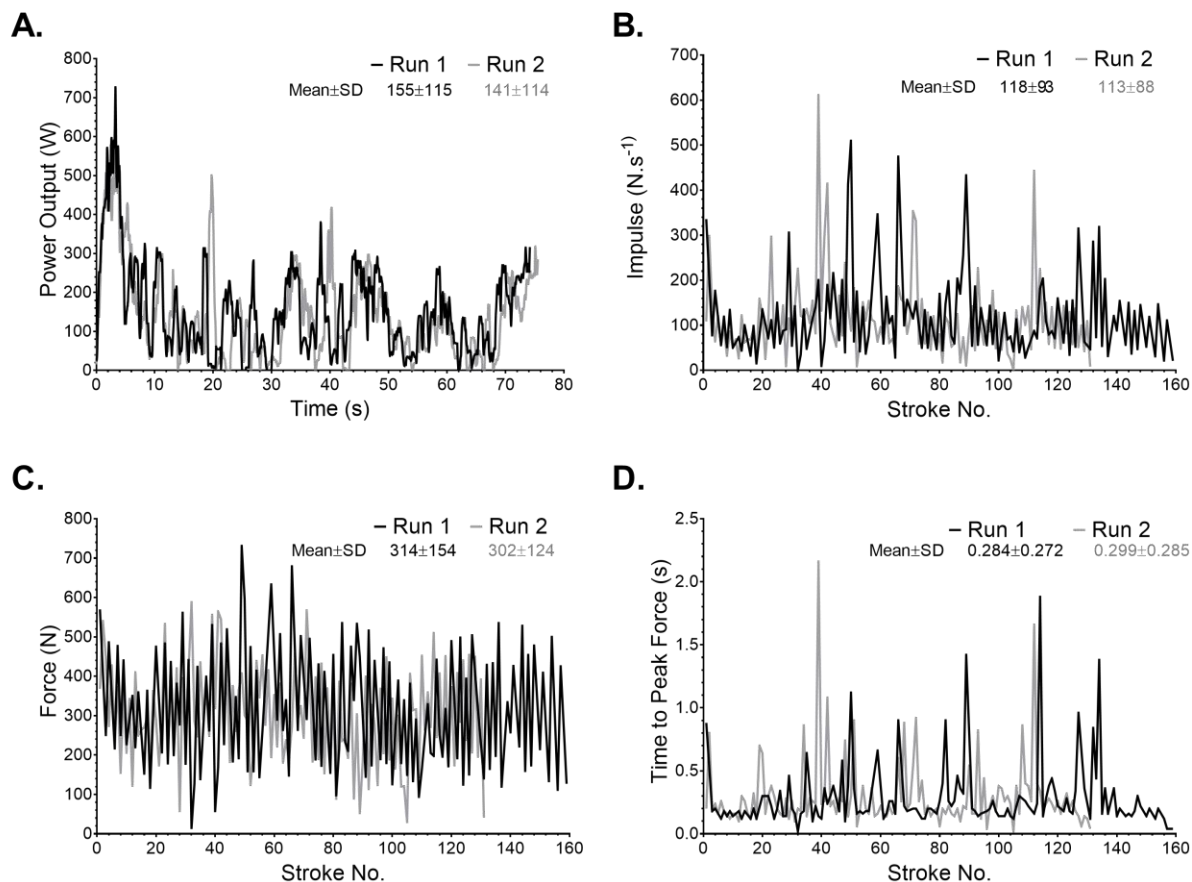 A.
Run 1 Run 2
Mean±SD 155±115 141±114
Power Output (W)
800
700
600
500
400
300
200
100
0
0 10 20 30 40 50 60 70 80
Time (s)
B.
Run 1 Run 2
Mean±SD 118±93 113±88
Impulse (N.s⁻¹)
700
600
500
400
300
200
100
0
0 20 40 60 80 100 120 140 160
Stroke No.
C.
Run 1 Run 2
Mean±SD 314±154 302±124
Force (N)
800
700
600
500
400
300
200
100
0
0 20 40 60 80 100 120 140 160
Stroke No.
D.
Run 1 Run 2
Mean±SD 0.284±0.272 0.299±0.285
Time to Peak Force (s)
2.5
2.0
1.5
1.0
0.5
0.0
0 20 40 60 80 100 120 140 160
Stroke No.